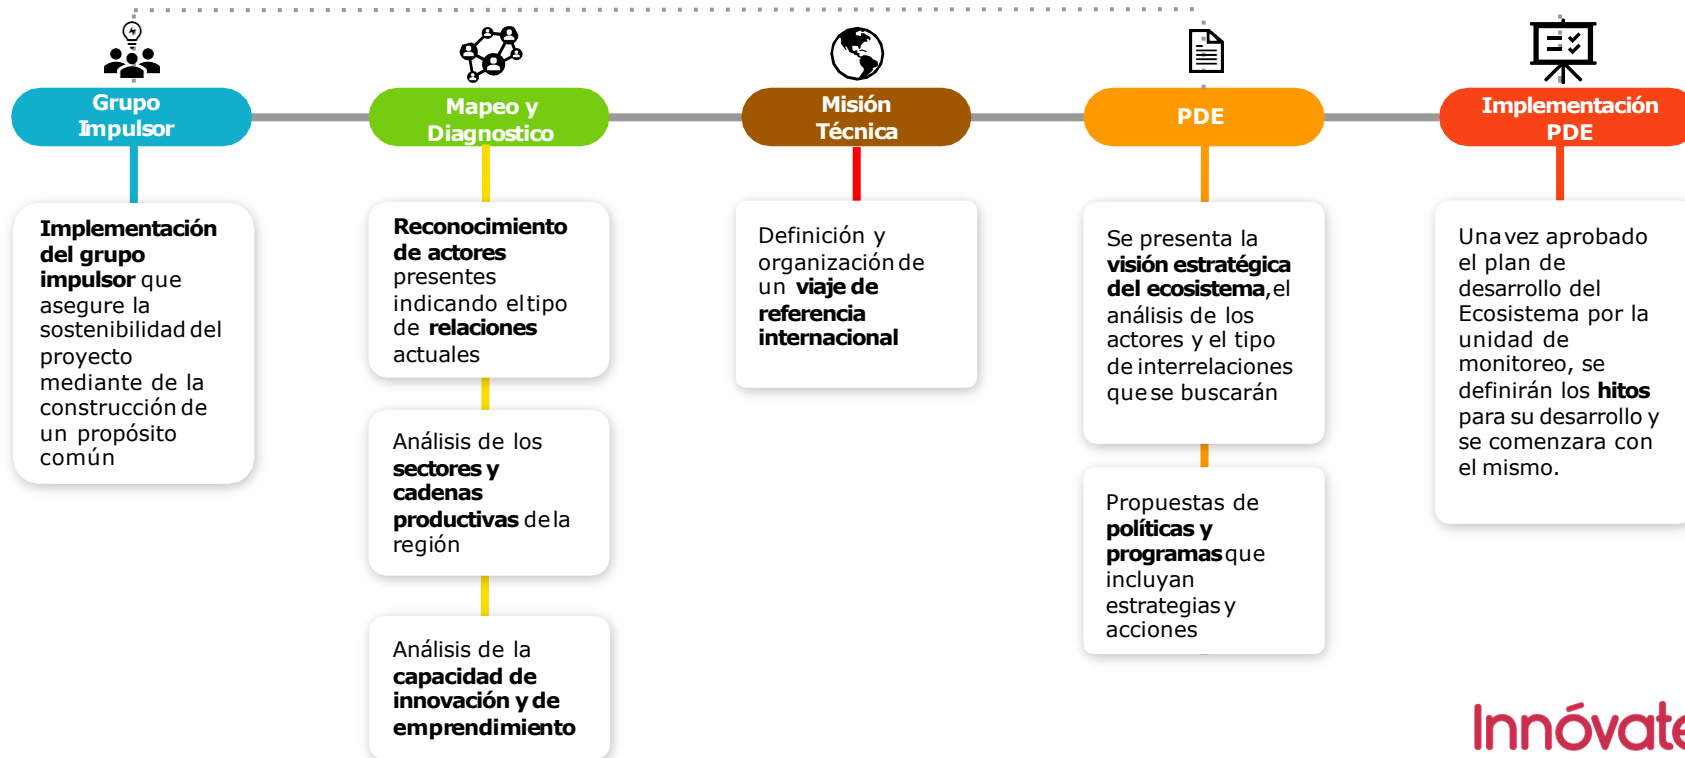 Grupo
Impulsor
Mapeo y
Diagnostico
Misión
Técnica
PDE
Implementación
PDE
Implementación
del grupo
impulsor que
asegure la
sostenibilidad del
proyecto
mediante de la
construcción de
un propósito
común
Reconocimiento
de actores
presentes
indicando el tipo
de relaciones
actuales
Análisis de los
sectores y
cadenas
productivas de la
región
Análisis de la
capacidad de
innovación y de
emprendimiento
Definición y
organización de
un viaje de
referencia
internacional
Se presenta la
visión estratégica
del ecosistema, el
análisis de los
actores y el tipo
de interrelaciones
que se buscarán
Propuestas de
políticas y
programas que
incluyan
estrategias y
acciones
Una vez aprobado
el plan de
desarrollo del
Ecosistema por la
unidad de
monitoreo, se
definirán los hitos
para su desarrollo y
se comenzara con
el mismo.
Innóvate